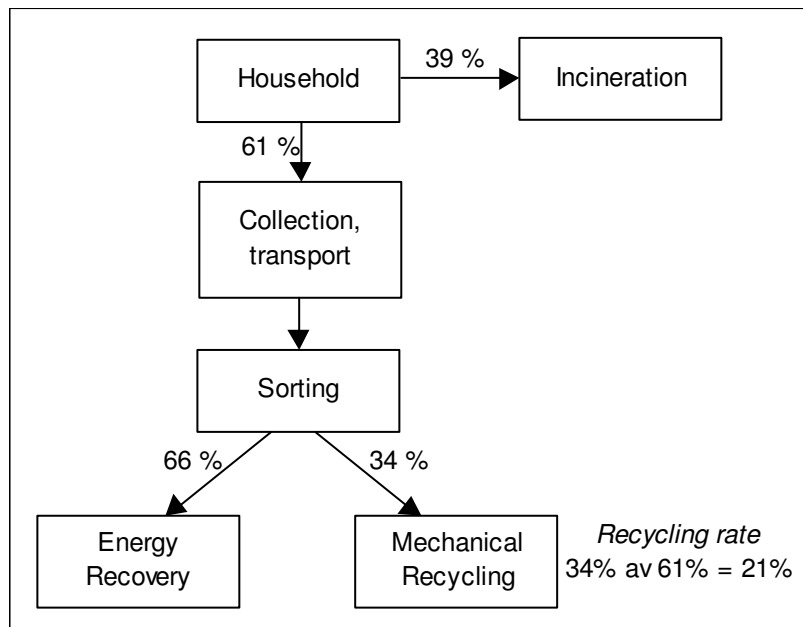 Household
39 %
Incineration
61 %
Collection,
transport
Sorting
66 %
34 %
Energy
Recovery
Mechanical
Recycling
Recycling rate
34% av 61% = 21%